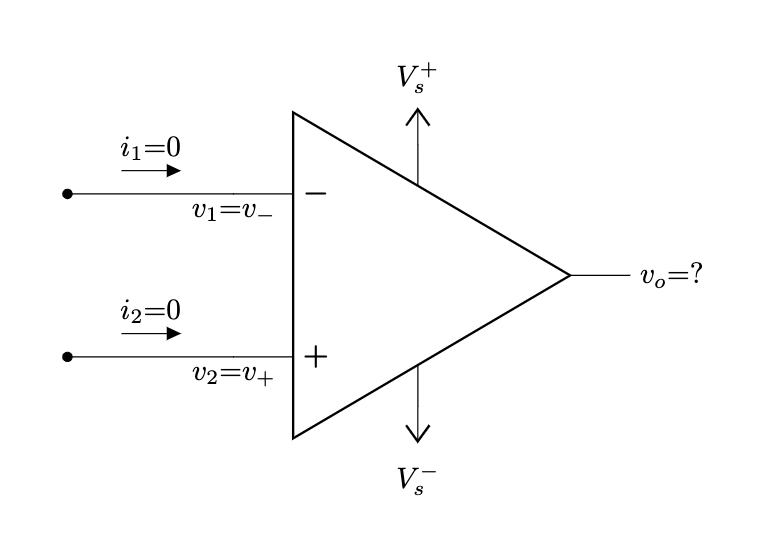 $V_s^+$
$i_1=0$
−
$v_1=v_-$
$v_o=?$
$i_2=0$
+
$v_2=v_+$
$V_s^-$